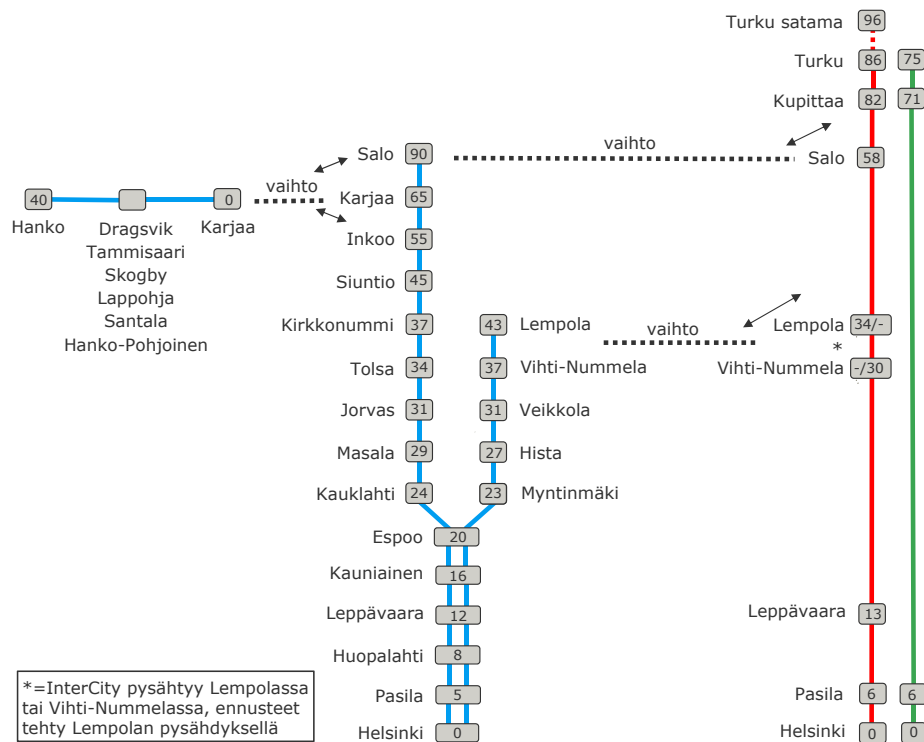 Turku satama 96
Turku 86 75
Kupittaa 82 71
vaihto
Salo 90
Salo 58
vaihto
40 0
Karjaa 65
Hanko
Dragsvik
Karjaa
Tammisaari
Skogby
Lappohja
Santala
Hanko-Pohjoinen
Inkoo 55
Siuntio 45
Kirkkonummi 37
43 Lempola
vaihto
Lempola 34/-
*
Tolsa 34
37 Vihti-Nummela
Vihti-Nummela -/30
Jorvas 31
31 Veikkola
Masala 29
27 Hista
Kauklahti 24
23 Myntinmäki
Espoo 20
Kauniainen 16
Leppävaara 12
Leppävaara 13
Huopalahti 8
Pasila 5
Pasila 6 6
Helsinki 0
Helsinki 0 0
*=InterCity pysähtyy Lempolassa
tai Vihti-Nummelassa, ennusteet
tehty Lempolan pysähdyksellä